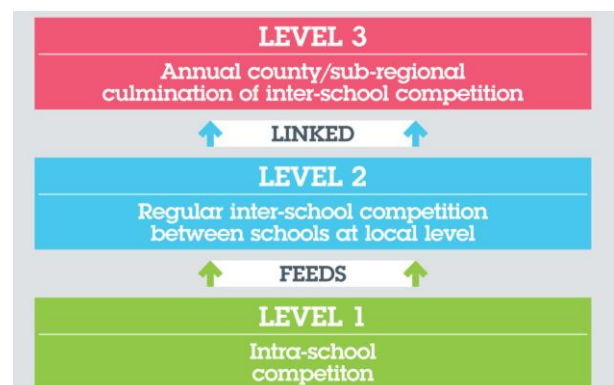 LEVEL 3
Annual county/sub-regional
culmination of inter-school competition
LINKED
LEVEL 2
Regular inter-school competition
between schools at local level
FEEDS
LEVEL 1
Intra-school
competiton